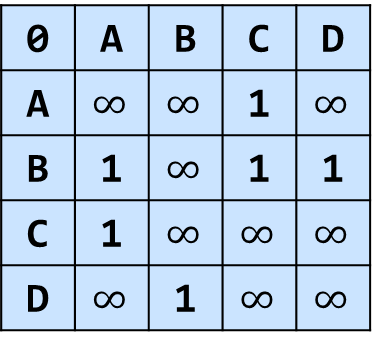 0 A B C D
A ∞ ∞ 1 ∞
B 1 ∞ 1 1
C 1 ∞ ∞ ∞
D ∞ 1 ∞ ∞